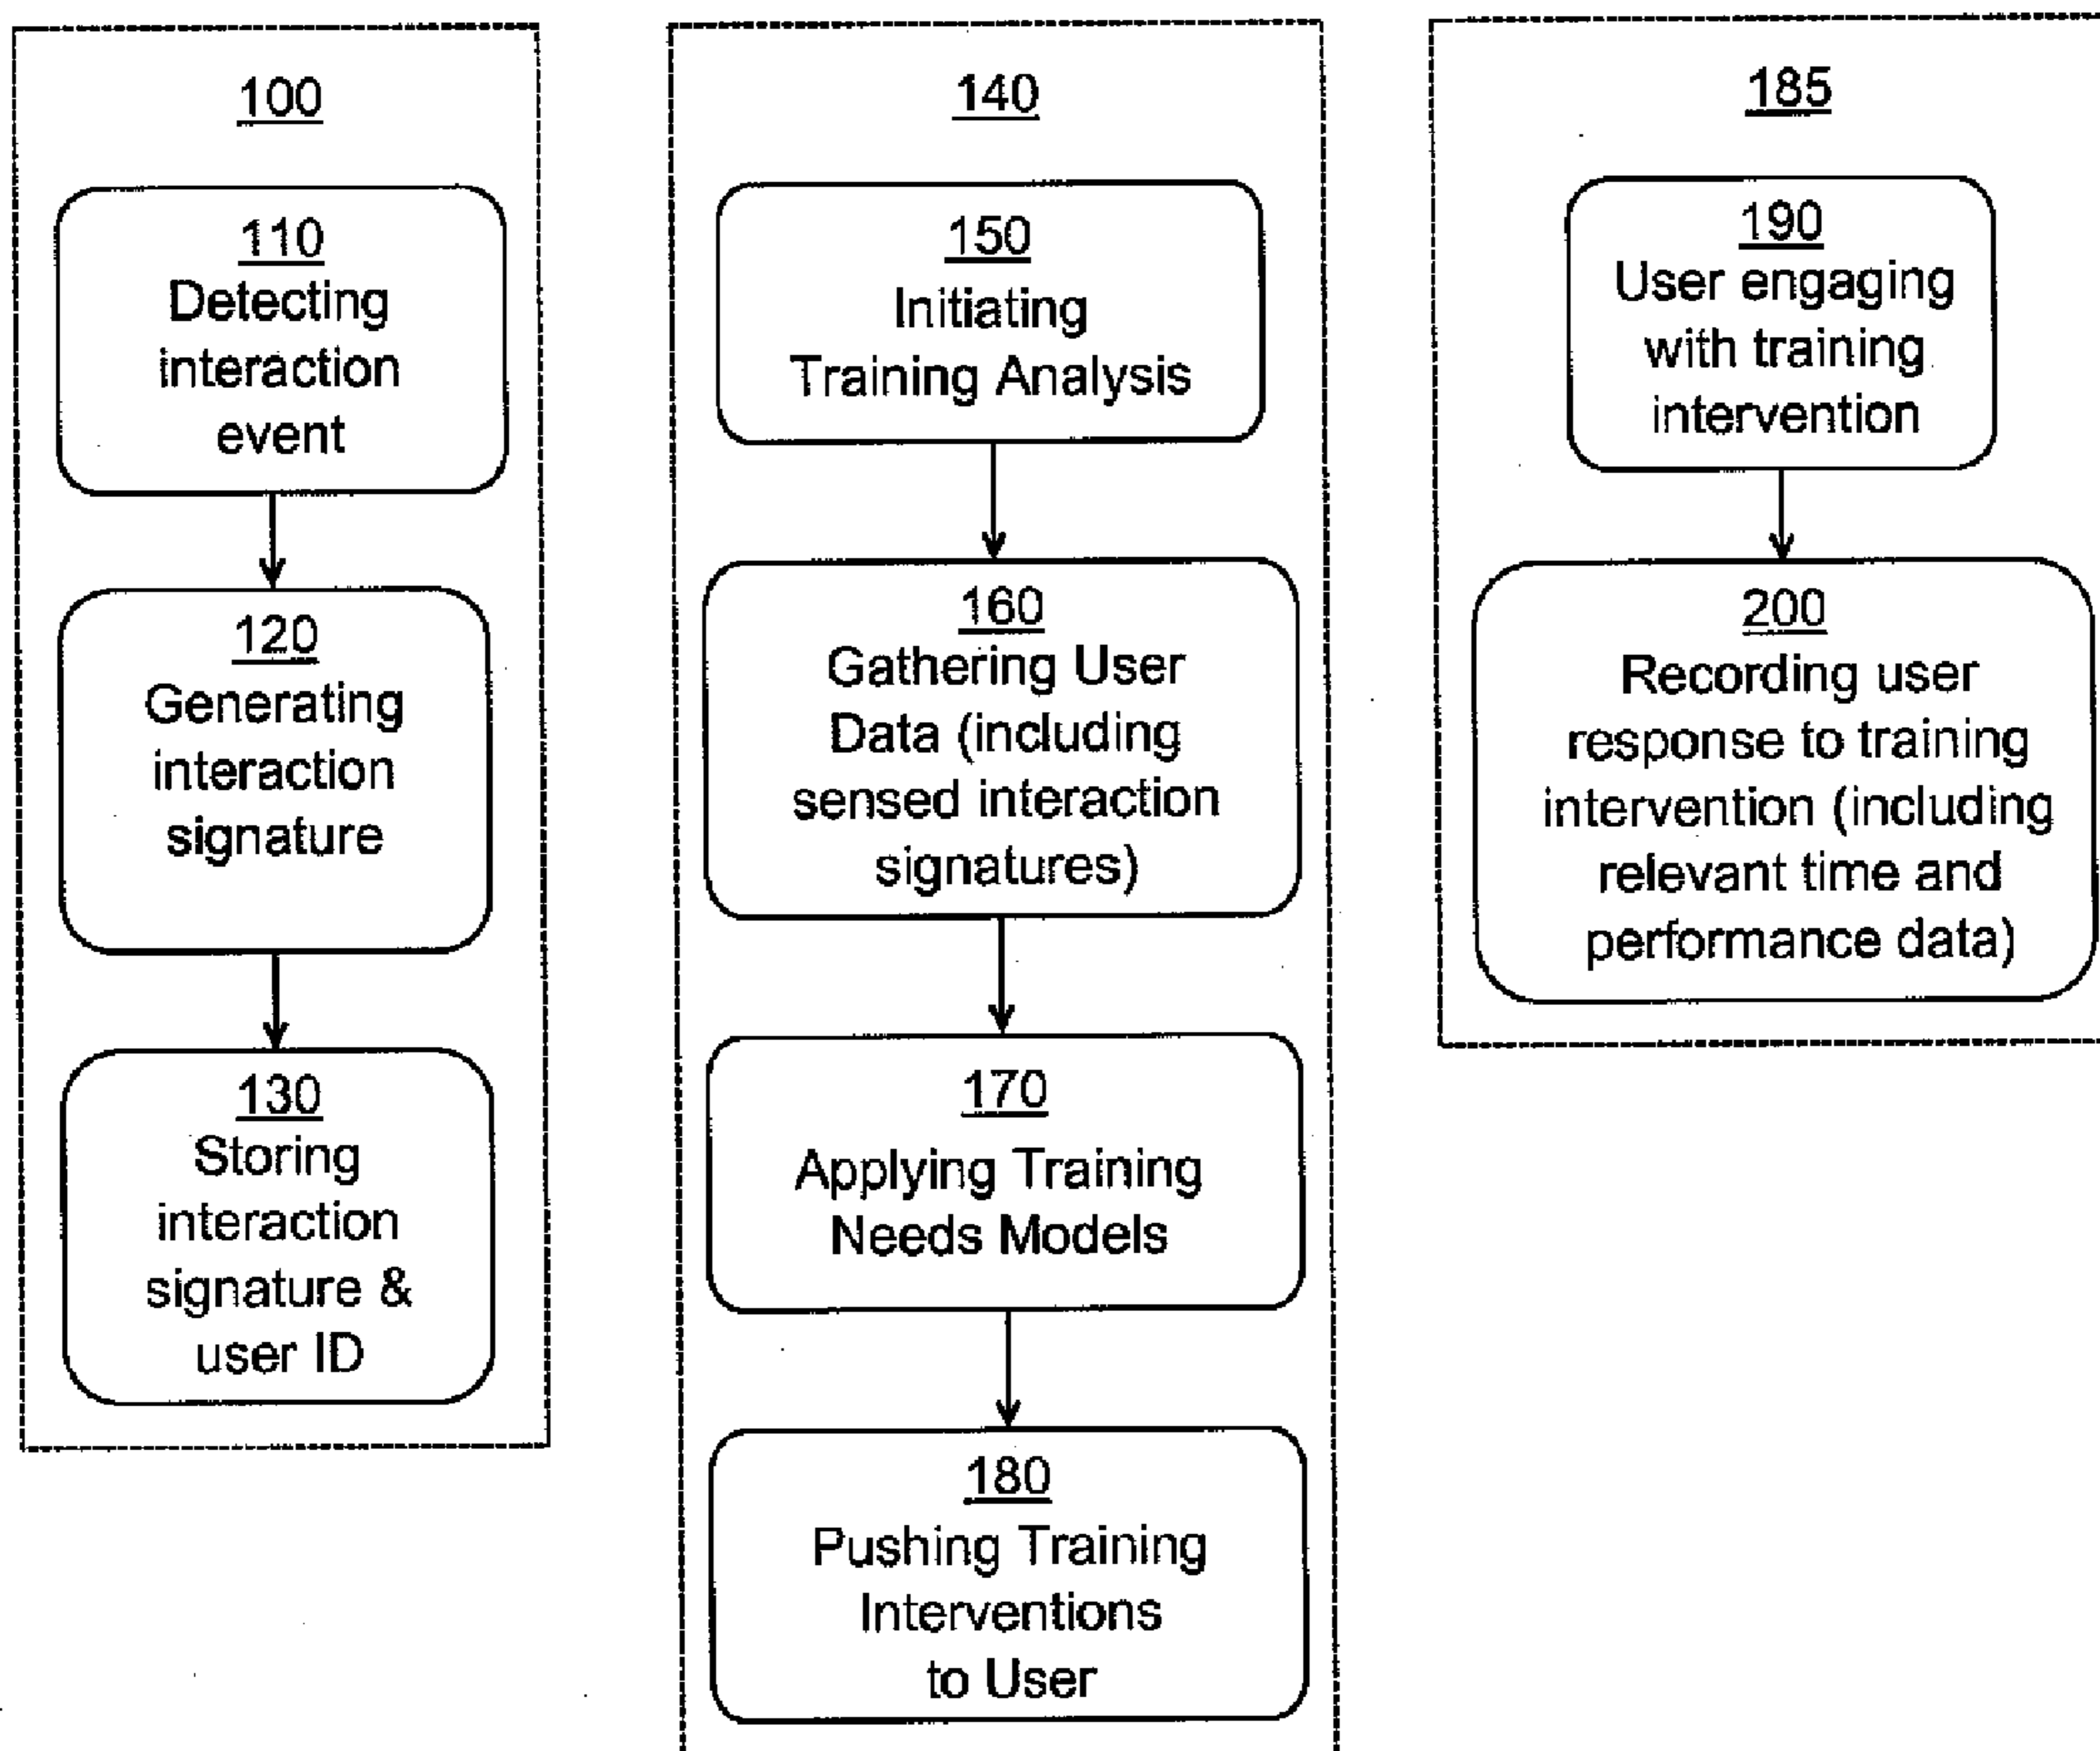 100
110
Detecting
interaction
event
120
Generating
interaction
signature
130
Storing
interaction
signature &
user ID
140
150
Initiating
Training Analysis
160
Gathering User
Data (including
sensed interaction
signatures)
170
Applying Training
Needs Models
180
Pushing Training
Interventions
to User
185
190
User engaging
with training
intervention
200
Recording user
response to training
intervention (including
relevant time and
performance data)